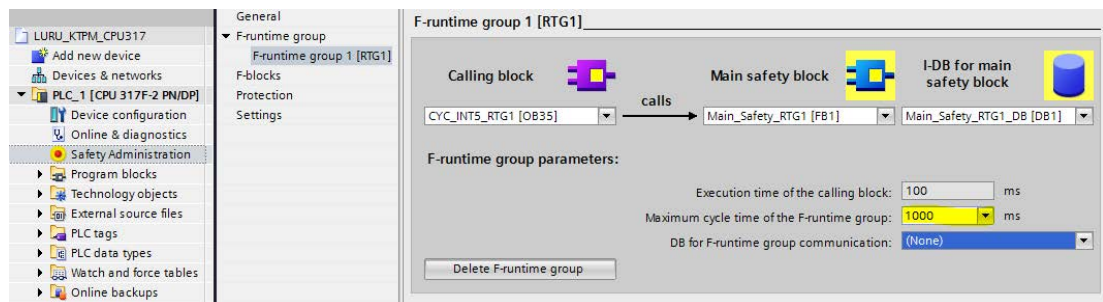 LURU_KTPM_CPU317
Add new device
Devices & networks
PLC_1 [CPU 317F-2 PN/DP]
Device configuration
Online & diagnostics
Safety Administration
Program blocks
Technology objects
External source files
PLC tags
PLC data types
Watch and force tables
Online backups
General
F-runtime group
F-runtime group 1 [RTG1]
F-blocks
Protection
Settings
F-runtime group 1 [RTG1]
Calling block
calls
Main safety block
I-DB for main
safety block
CYC_INT5_RTG1 [OB35]
Main_Safety_RTG1 [FB1]
Main_Safety_RTG1_DB [DB1]
F-runtime group parameters:
Execution time of the calling block: 100 ms
Maximum cycle time of the F-runtime group: 1000 ms
DB for F-runtime group communication: (None)
Delete F-runtime group